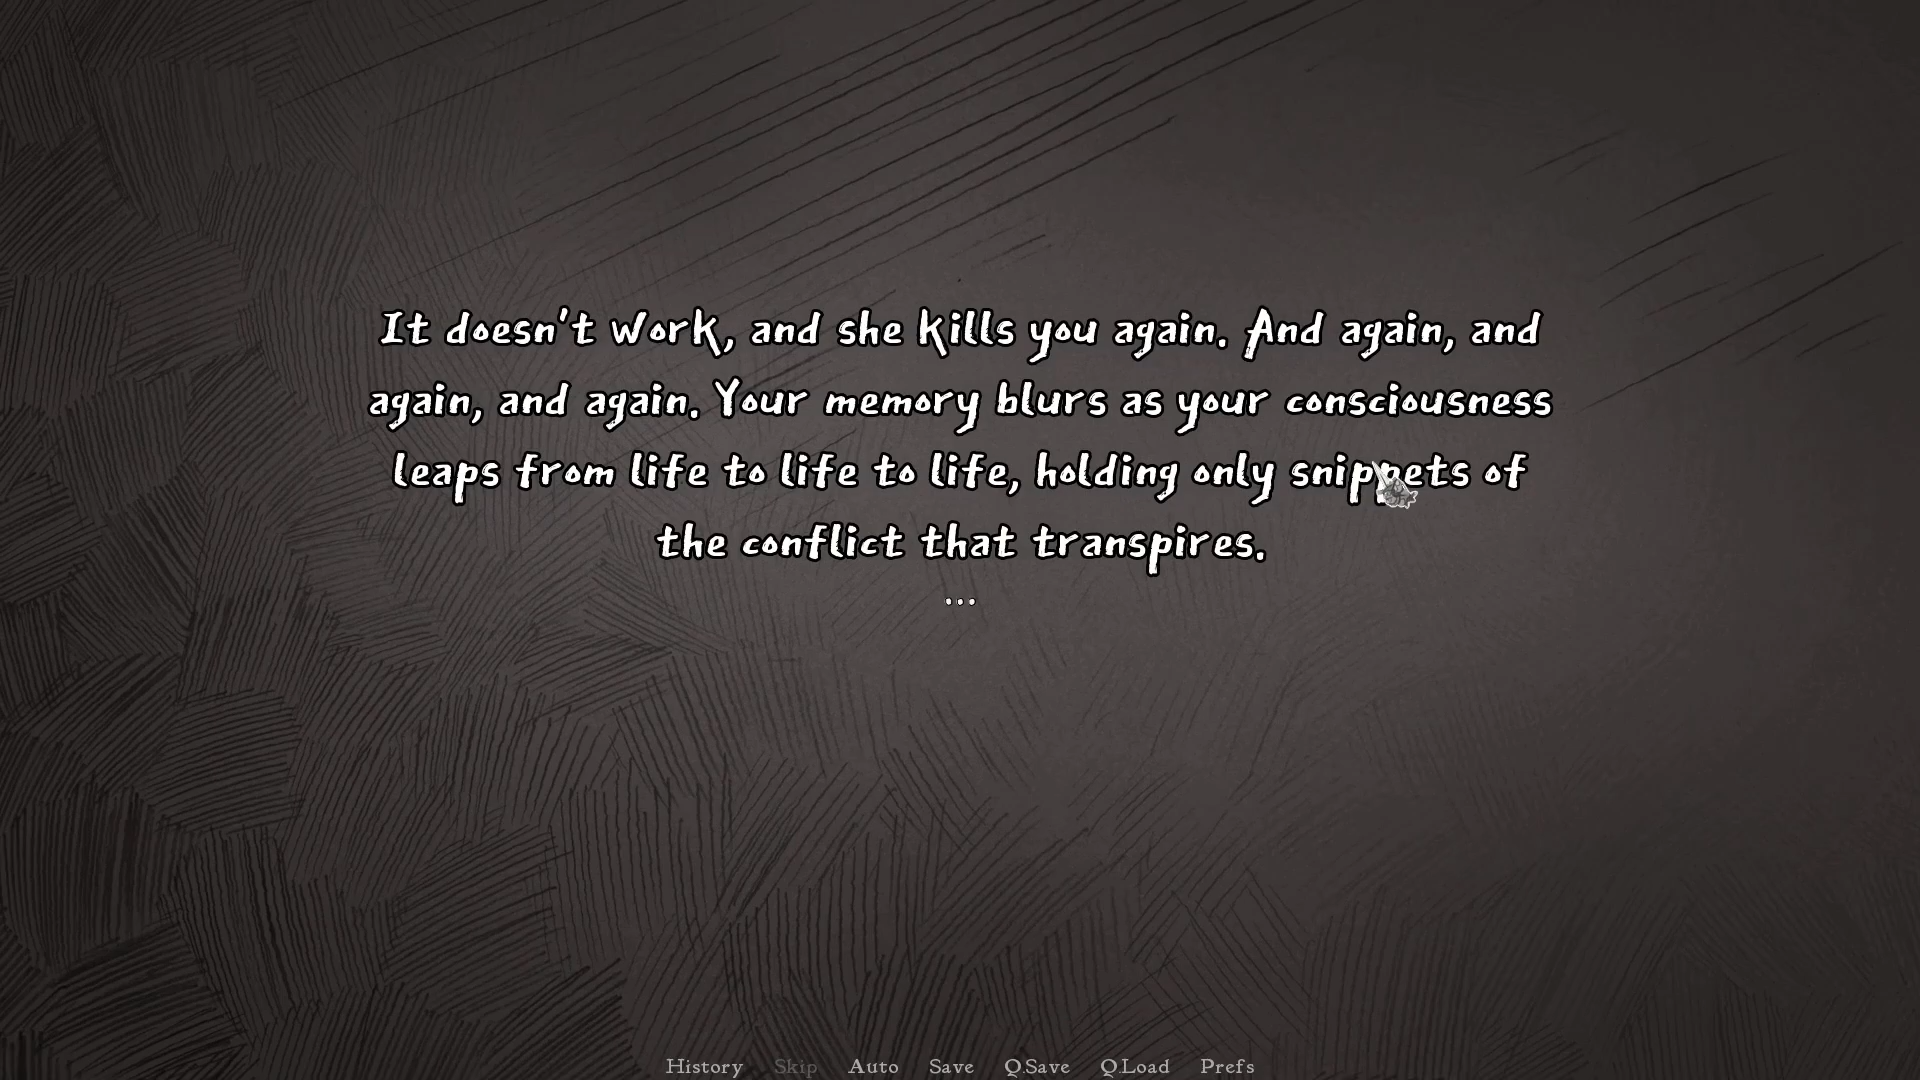 It doesn't work, and she kills you again. And again, and
again, and again. Your memory blurs as your consciousness
leaps from life to life to life, holding only snippets of
the conflict that transpires.
...
History Skip Auto Save Q.Save Q.Load Prefs